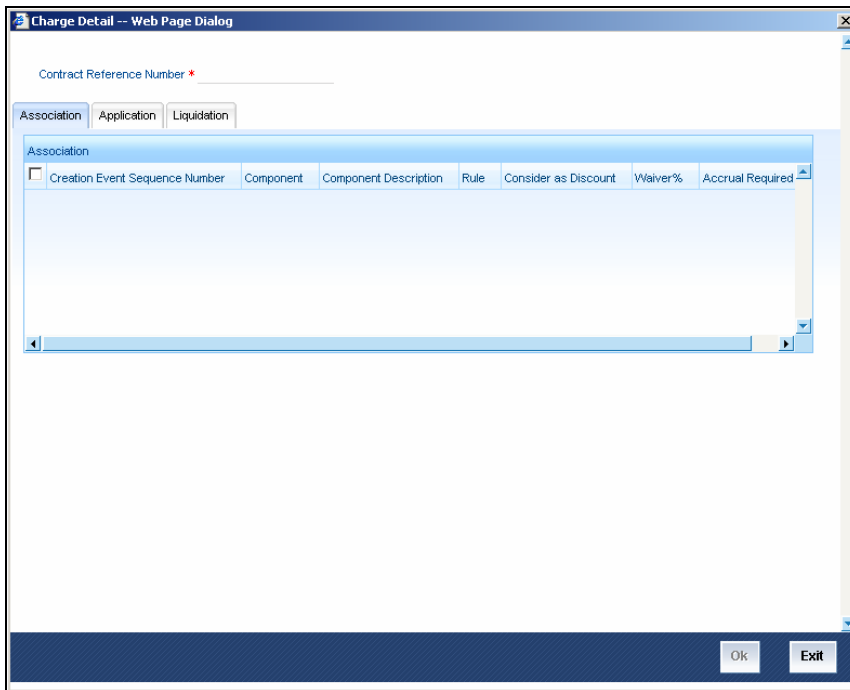 Charge Detail -- Web Page Dialog
Contract Reference Number *
Association Application Liquidation
Association
Creation Event Sequence Number Component Component Description Rule Consider as Discount Waiver% Accrual Required
Ok Exit